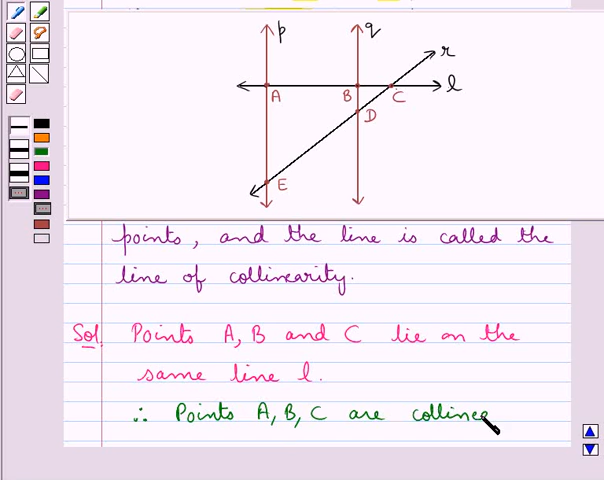 p
q
r
A
B
C
l
D
E
points, and the line is called the
line of collinearity.
Sol. Points A, B and C lie on the
same line l.
∴ Points A, B, C are collinea